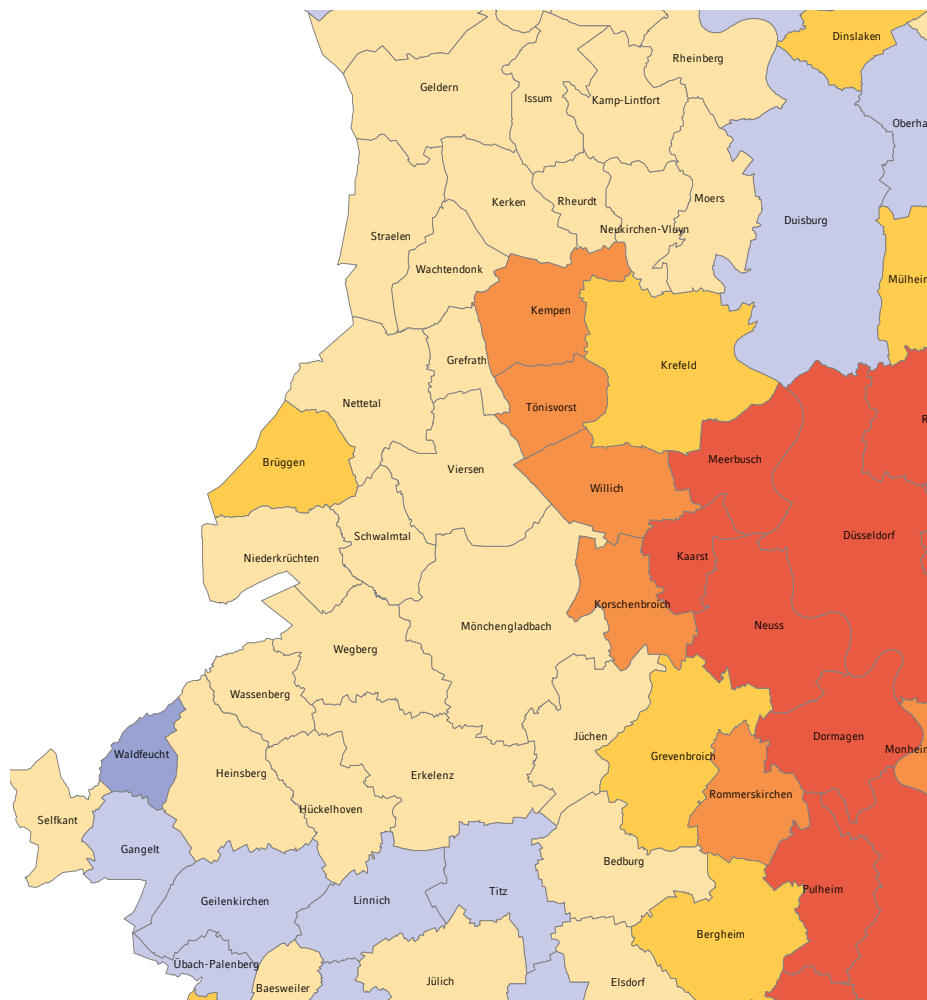 Dinslaken
Rheinberg
Geldern
Issum
Kamp-Lintfort
Oberha
Kerken
Rheurdt
Moers
Duisburg
Neukirchen-Vluyn
Straelen
Wachtendonk
Mülhein
Kempen
Grefrath
Krefeld
Nettetal
Tönisvorst
R
Brüggen
Viersen
Meerbusch
Willich
Schwalmtal
Düsseldorf
Niederkrüchten
Kaarst
Korschenbroich
Mönchengladbach
Neuss
Wegberg
Wassenberg
Jüchen
Dormagen
Waldfeucht
Grevenbroich
Monhein
Heinsberg
Erkelenz
Rommerskirchen
Hückelhoven
Selfkant
Gangelt
Bedburg
Pulheim
Geilenkirchen
Linnich
Titz
Bergheim
Übach-Palenberg
Baesweiler
Jülich
Elsdorf